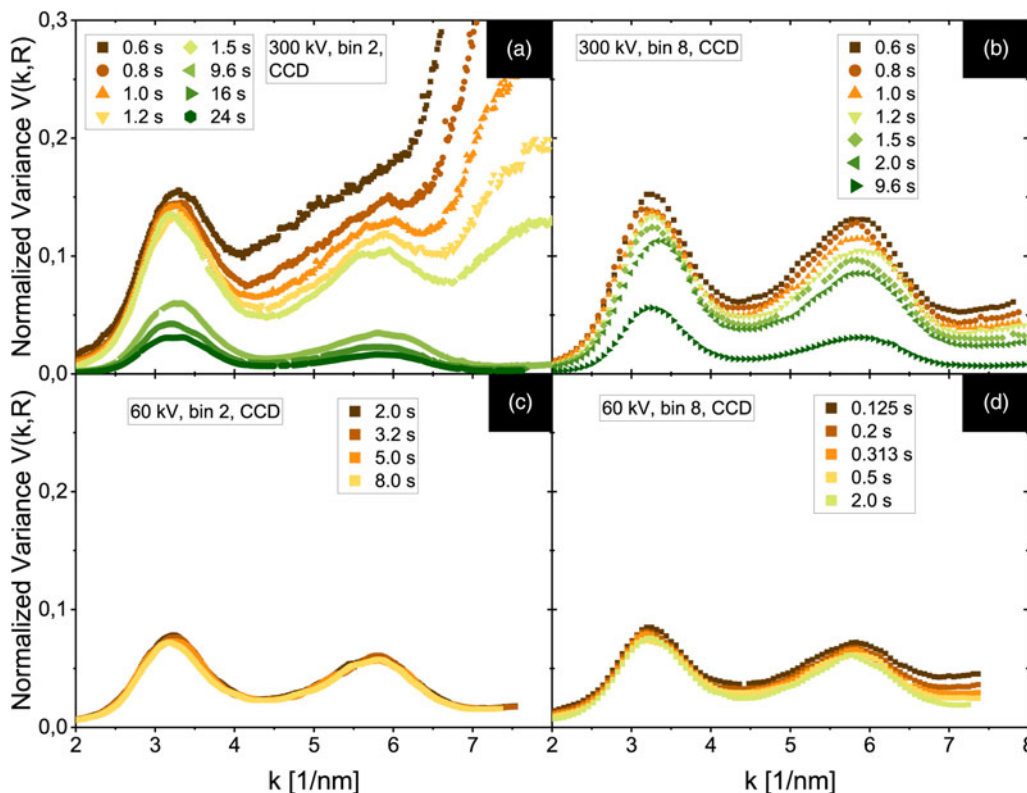 Normalized Variance V(k,R)
0,3
0,2
0,1
0,0
0.6 s
0.8 s
1.0 s
1.2 s
1.5 s
9.6 s
16 s
24 s
300 kV, bin 2,
CCD
(a)
300 kV, bin 8, CCD
0.6 s
0.8 s
1.0 s
1.2 s
1.5 s
2.0 s
9.6 s
(b)
Normalized Variance V(k,R)
0,2
0,1
0,0
60 kV, bin 2, CCD
2.0 s
3.2 s
5.0 s
8.0 s
(c)
60 kV, bin 8, CCD
0.125 s
0.2 s
0.313 s
0.5 s
2.0 s
(d)
2 3 4 5 6 7 2 3 4 5 6 7 8
k [1/nm] k [1/nm]